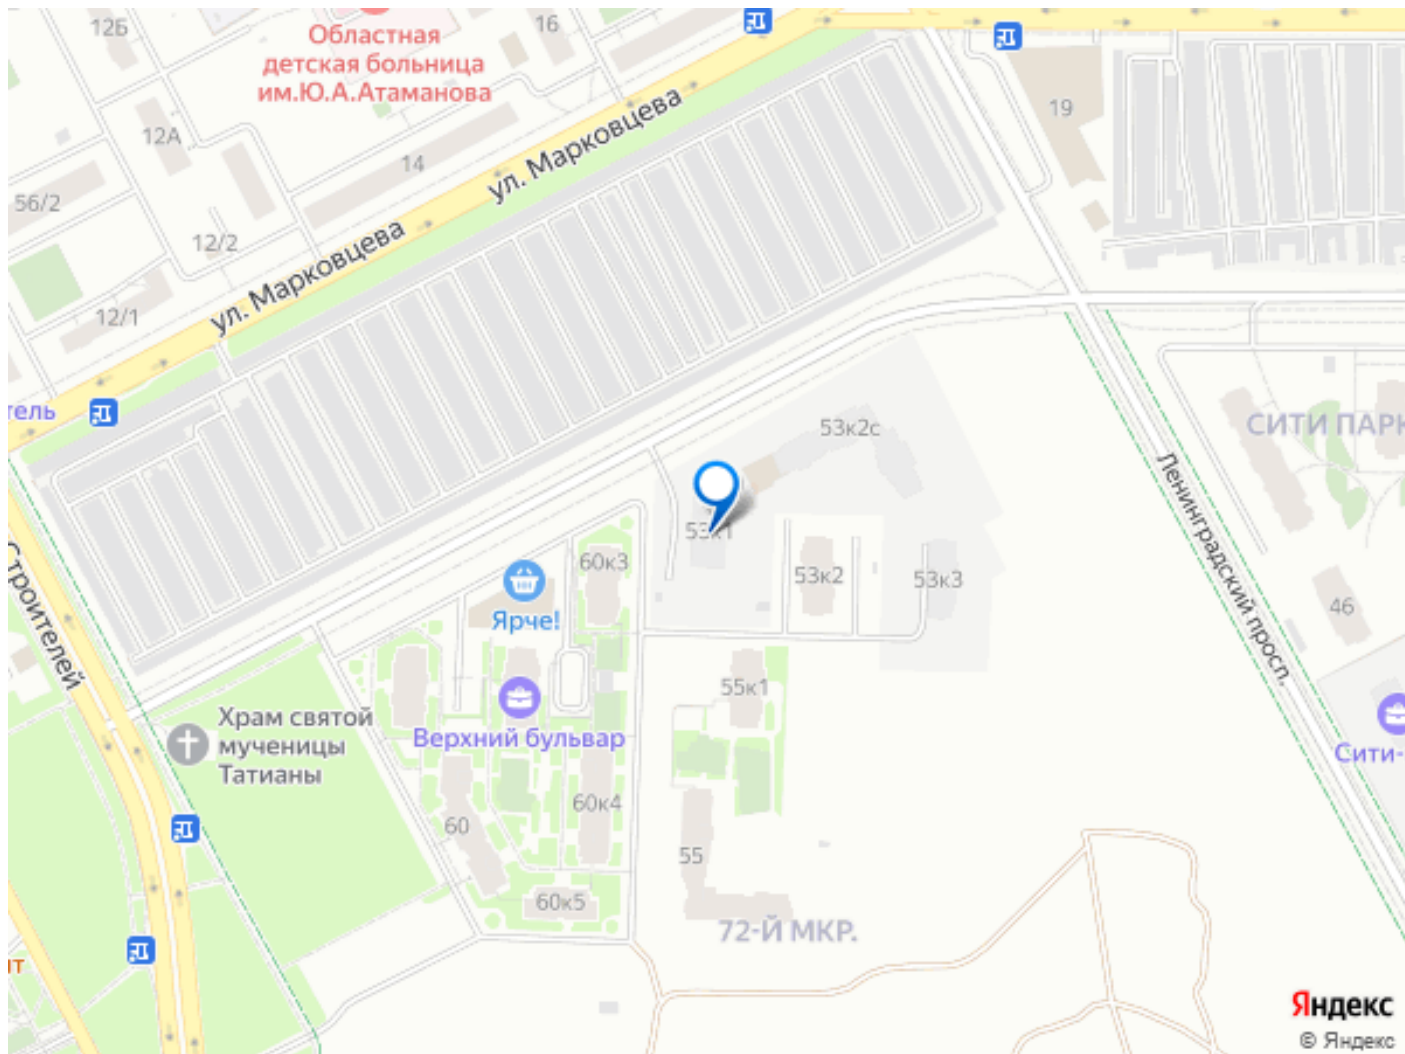 12Б
16
Областная
детская больница
им.Ю.А.Атаманова
19
12А
14
ул. Марковцева
56/2
12/2
ул. Марковцева
12/1
тель
53к2с
СИТИ ПАРК
Ленинградский просп.
53к1
60к3
53к2
53к3
Строителей
Ярче!
46
55к1
Храм святой
мученицы
Татианы
Верхний бульвар
Сити-
60к4
60
55
60к5
72-Й МКР.
ит
Яндекс
© Яндекс